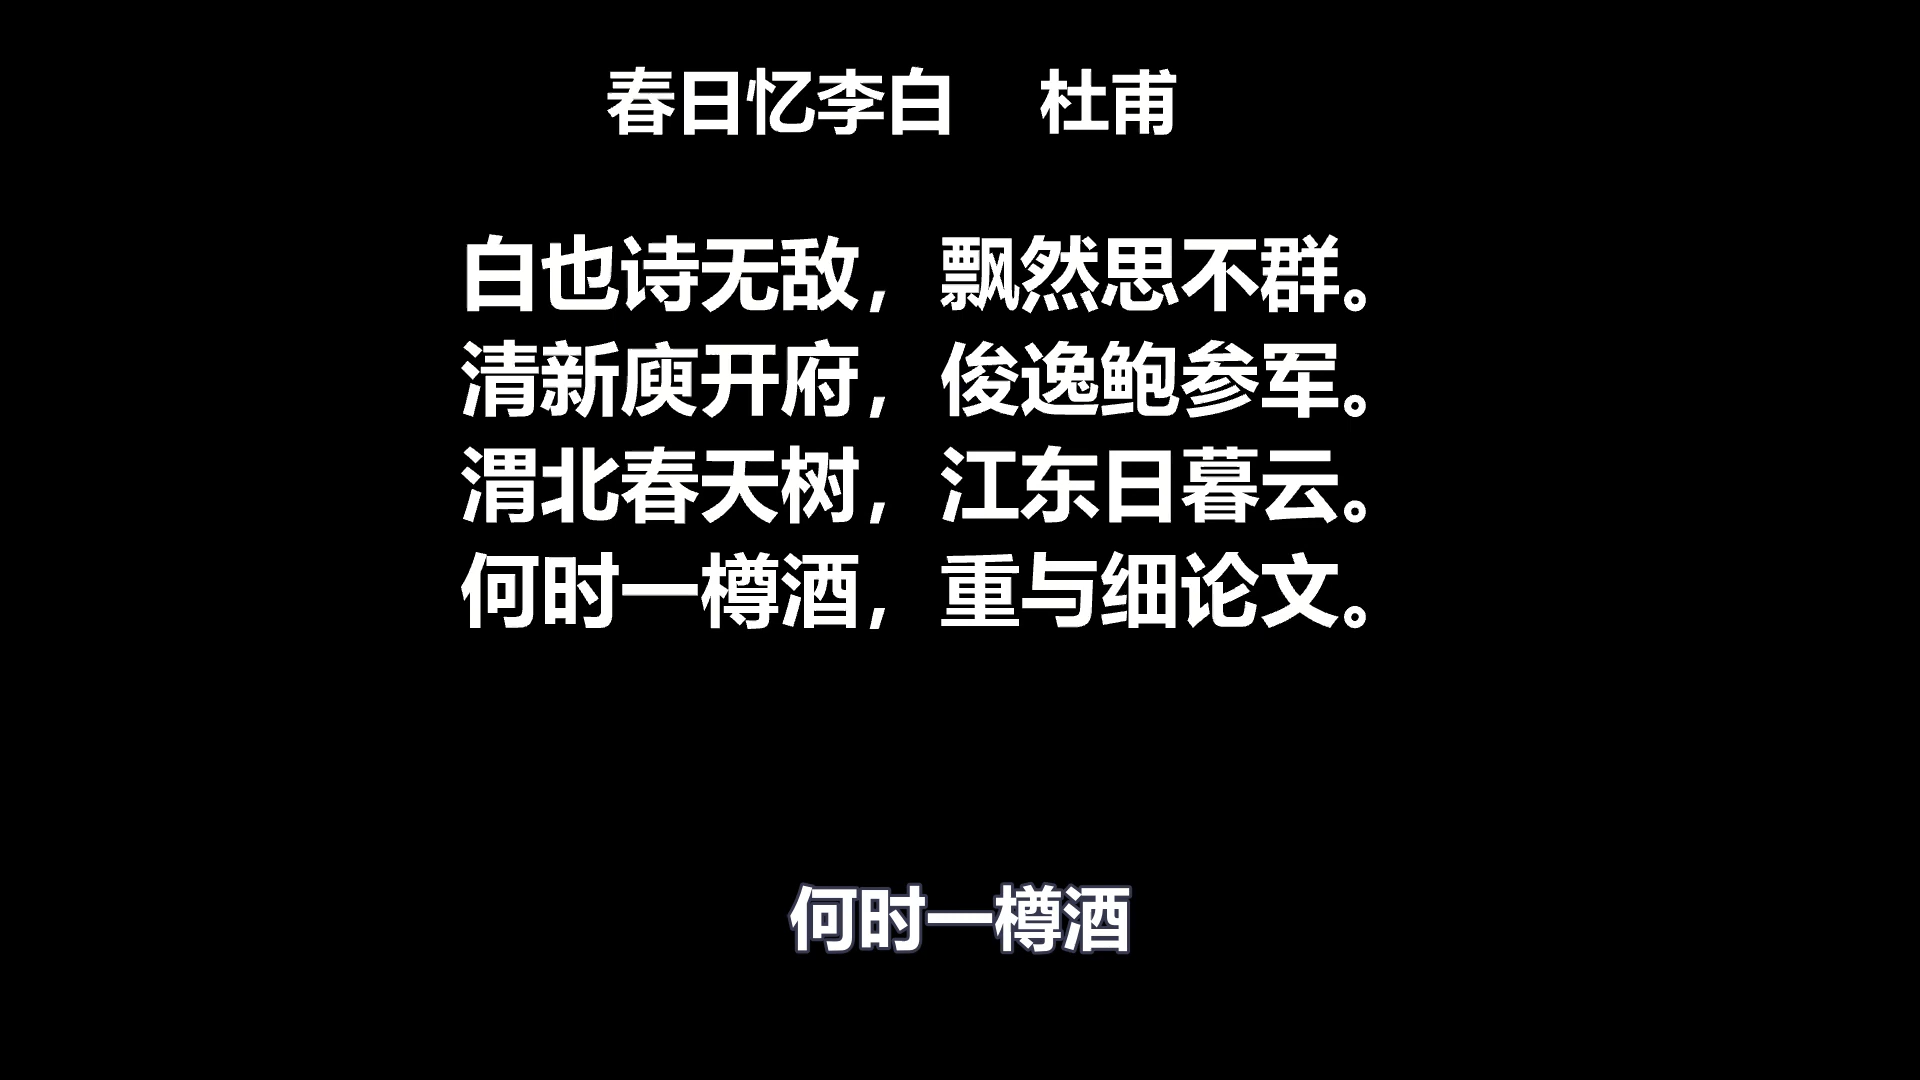 春日忆李白 杜甫
白也诗无敌，飘然思不群。
清新庾开府，俊逸鲍参军。
渭北春天树，江东日暮云。
何时一樽酒，重与细论文。
何时一樽酒